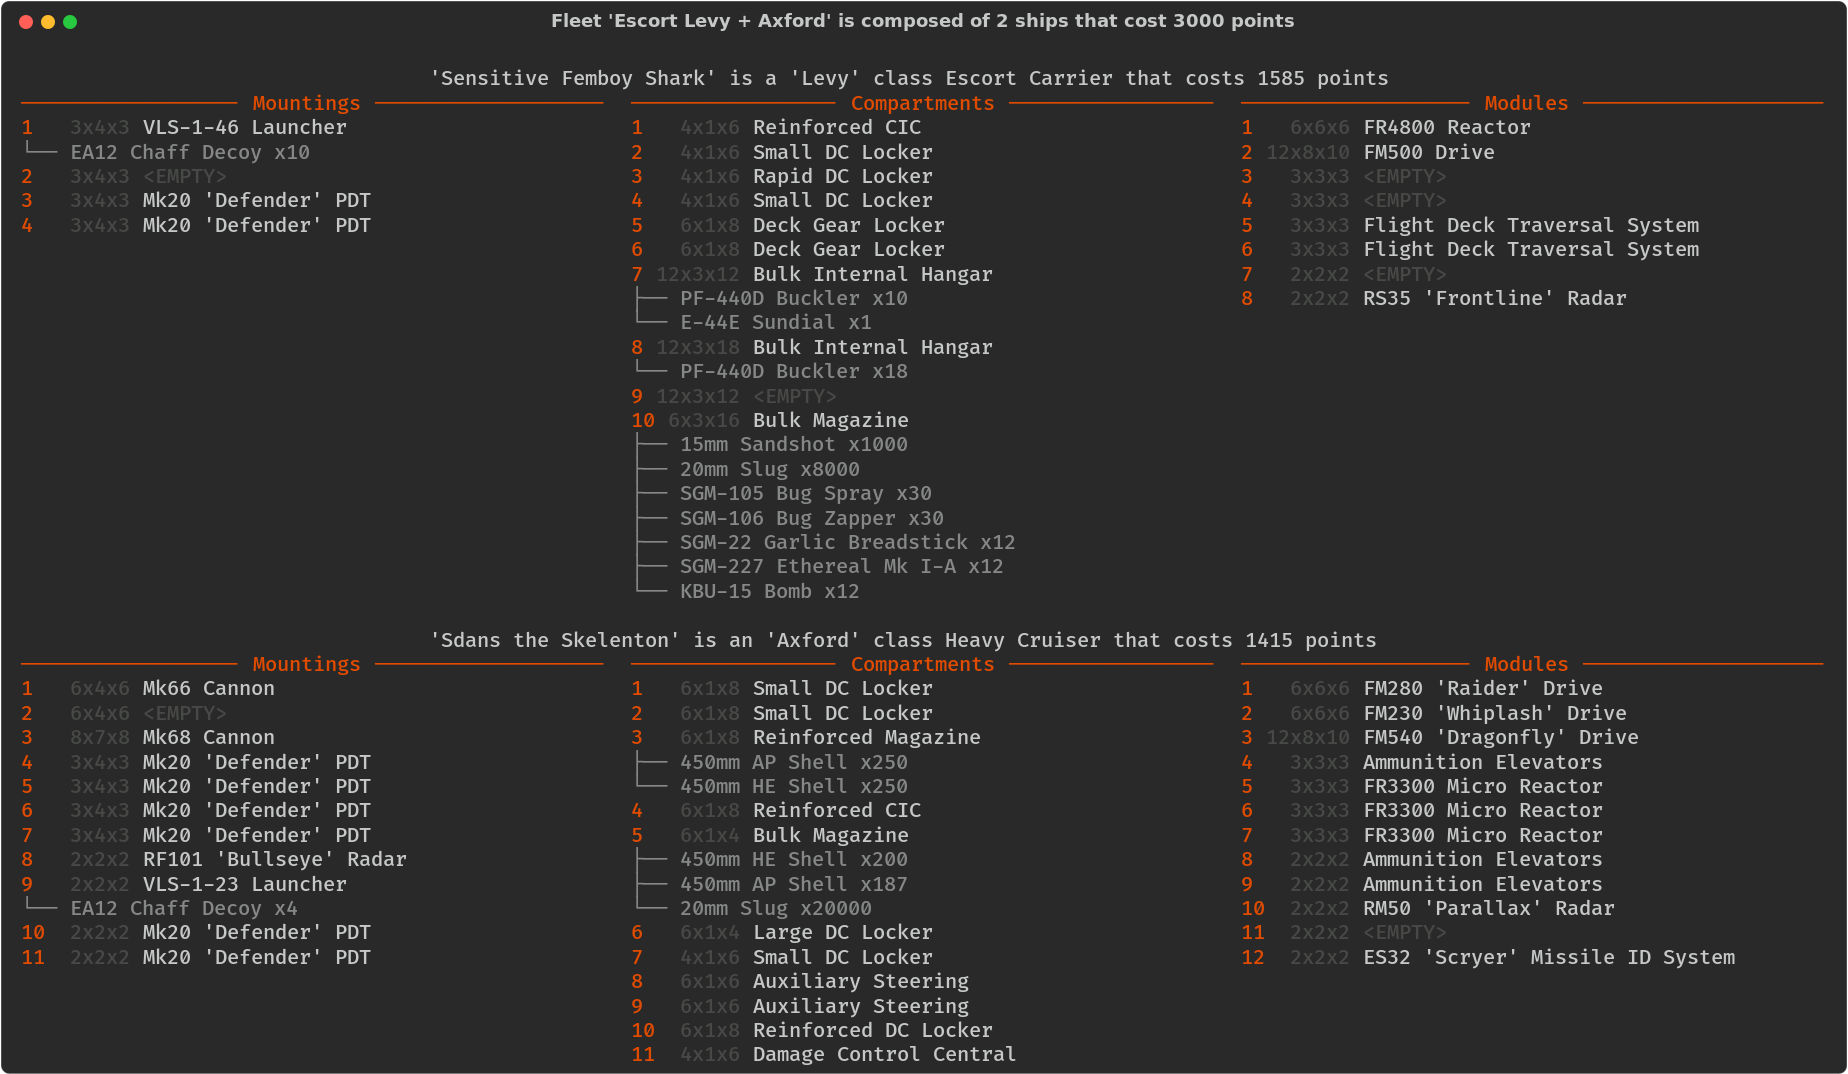 Fleet 'Escort Levy + Axford' is composed of 2 ships that cost 3000 points
'Sensitive Femboy Shark' is a 'Levy' class Escort Carrier that costs 1585 points
Mountings
1 3x4x3 VLS-1-46 Launcher
└── EA12 Chaff Decoy x10
2 3x4x3 <EMPTY>
3 3x4x3 Mk20 'Defender' PDT
4 3x4x3 Mk20 'Defender' PDT
Compartments
1 4x1x6 Reinforced CIC
2 4x1x6 Small DC Locker
3 4x1x6 Rapid DC Locker
4 4x1x6 Small DC Locker
5 6x1x8 Deck Gear Locker
6 6x1x8 Deck Gear Locker
7 12x3x12 Bulk Internal Hangar
├── PF-440D Buckler x10
└── E-44E Sundial x1
8 12x3x18 Bulk Internal Hangar
└── PF-440D Buckler x18
9 12x3x12 <EMPTY>
10 6x3x16 Bulk Magazine
├── 15mm Sandshot x1000
├── 20mm Slug x8000
├── SGM-105 Bug Spray x30
├── SGM-106 Bug Zapper x30
├── SGM-22 Garlic Breadstick x12
├── SGM-227 Ethereal Mk I-A x12
└── KBU-15 Bomb x12
Modules
1 6x6x6 FR4800 Reactor
2 12x8x10 FM500 Drive
3 3x3x3 <EMPTY>
4 3x3x3 <EMPTY>
5 3x3x3 Flight Deck Traversal System
6 3x3x3 Flight Deck Traversal System
7 2x2x2 <EMPTY>
8 2x2x2 RS35 'Frontline' Radar
'Sdans the Skelenton' is an 'Axford' class Heavy Cruiser that costs 1415 points
Mountings
1 6x4x6 Mk66 Cannon
2 6x4x6 <EMPTY>
3 8x7x8 Mk68 Cannon
4 3x4x3 Mk20 'Defender' PDT
5 3x4x3 Mk20 'Defender' PDT
6 3x4x3 Mk20 'Defender' PDT
7 3x4x3 Mk20 'Defender' PDT
8 2x2x2 RF101 'Bullseye' Radar
9 2x2x2 VLS-1-23 Launcher
└── EA12 Chaff Decoy x4
10 2x2x2 Mk20 'Defender' PDT
11 2x2x2 Mk20 'Defender' PDT
Compartments
1 6x1x8 Small DC Locker
2 6x1x8 Small DC Locker
3 6x1x8 Reinforced Magazine
├── 450mm AP Shell x250
└── 450mm HE Shell x250
4 6x1x8 Reinforced CIC
5 6x1x4 Bulk Magazine
├── 450mm HE Shell x200
├── 450mm AP Shell x187
└── 20mm Slug x20000
6 6x1x4 Large DC Locker
7 4x1x6 Small DC Locker
8 6x1x6 Auxiliary Steering
9 6x1x6 Auxiliary Steering
10 6x1x8 Reinforced DC Locker
11 4x1x6 Damage Control Central
Modules
1 6x6x6 FM280 'Raider' Drive
2 6x6x6 FM230 'Whiplash' Drive
3 12x8x10 FM540 'Dragonfly' Drive
4 3x3x3 Ammunition Elevators
5 3x3x3 FR3300 Micro Reactor
6 3x3x3 FR3300 Micro Reactor
7 3x3x3 FR3300 Micro Reactor
8 2x2x2 Ammunition Elevators
9 2x2x2 Ammunition Elevators
10 2x2x2 RM50 'Parallax' Radar
11 2x2x2 <EMPTY>
12 2x2x2 ES32 'Scryer' Missile ID System